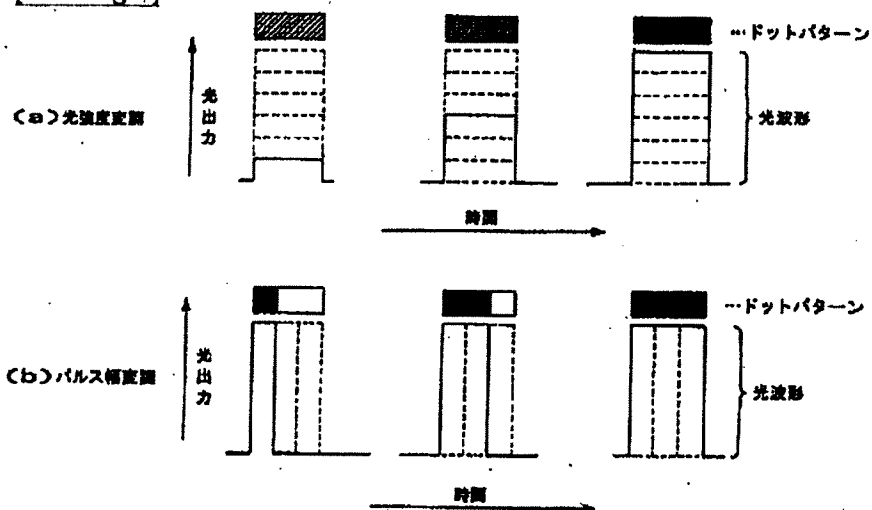 …ドットパターン
光出力
(a)光強度変調
光波形
時間
…ドットパターン
光出力
(b)パルス幅変調
光波形
時間